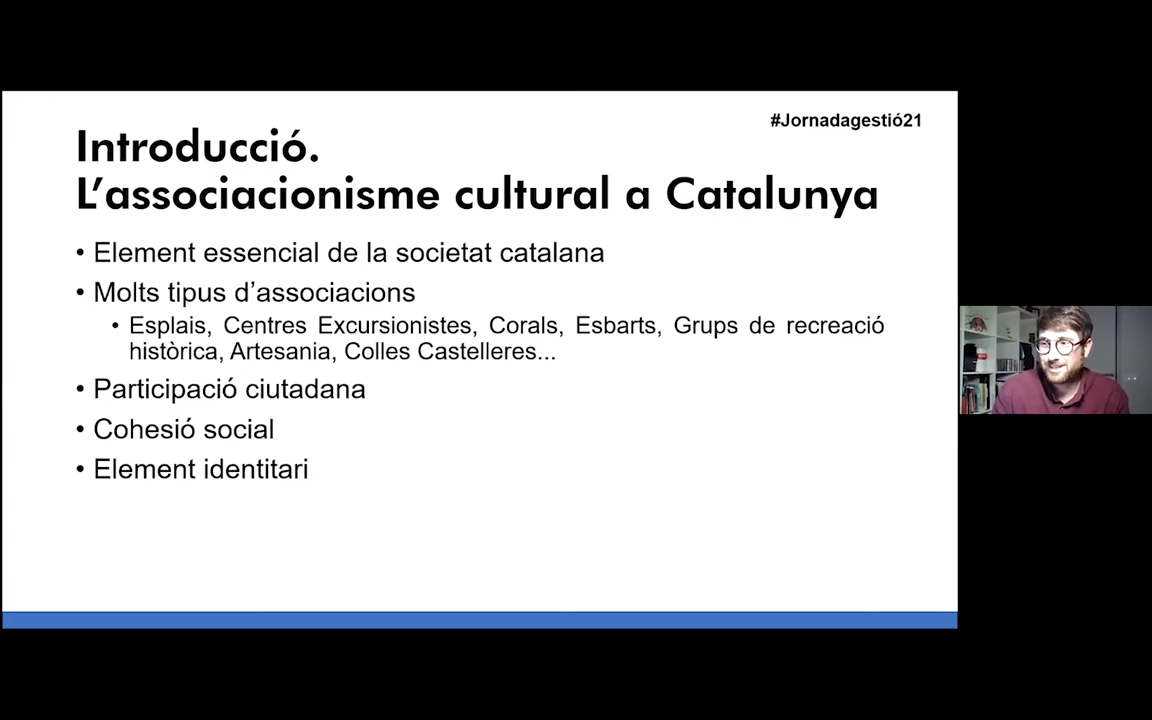 #Jornadagestió21
Introducció.
L’associacionisme cultural a Catalunya
• Element essencial de la societat catalana
• Molts tipus d’associacions
• Esplais, Centres Excursionistes, Corals, Esbarts, Grups de recreació
històrica, Artesania, Colles Castelleres...
• Participació ciutadana
• Cohesió social
• Element identitari